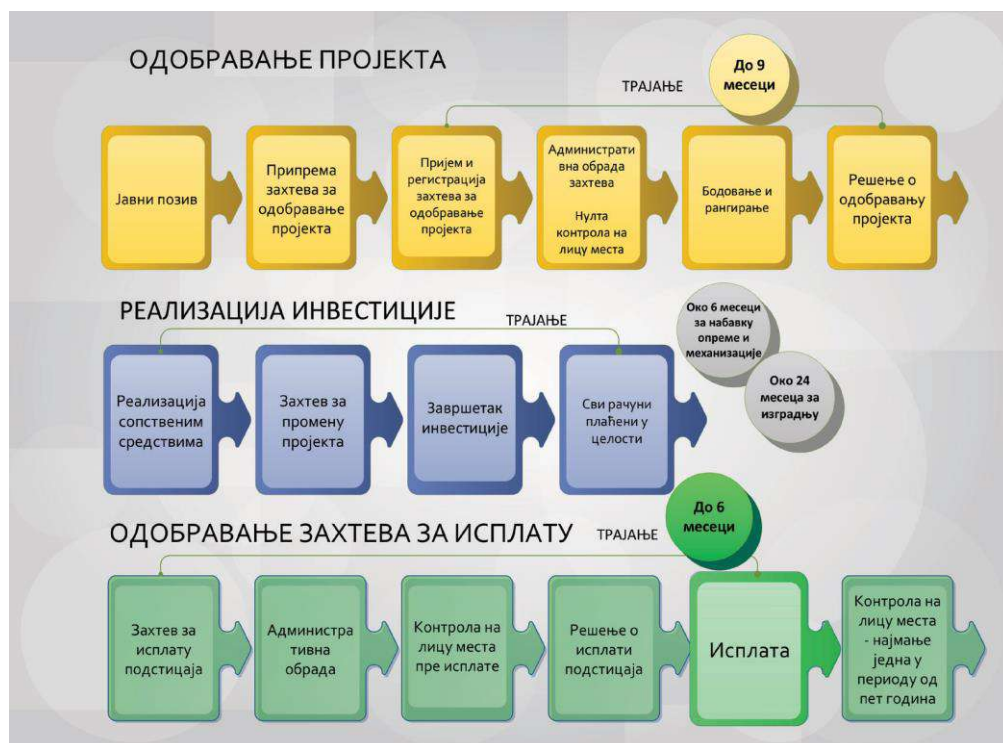 ОДОБРАВАЊЕ ПРОЈЕКТА
ТРАЈАЊЕ
До 9
месеци
Јавни позив
Припрема
захтева за
одобравање
пројекта
Пријем и
регистрација
захтева за
одобравање
пројекта
Администрати
вна обрада
захтева
Нулта
контрола на
лицу места
Бодовање и
рангирање
Решење о
одобравању
пројекта
РЕАЛИЗАЦИЈА ИНВЕСТИЦИЈЕ
ТРАЈАЊЕ
Око 6 месеци
за набавку
опреме и
механизације
Око 24
месеца за
изградњу
Реализација
сопственим
средствима
Захтев за
промену
пројекта
Завршетак
инвестиције
Сви рачуни
плаћени у
целости
ОДОБРАВАЊЕ ЗАХТЕВА ЗА ИСПЛАТУ
ТРАЈАЊЕ
До 6
месеци
Захтев за
исплату
подстицаја
Администра
тивна
обрада
Контрола на
лицу места
пре исплате
Решење о
исплати
подстицаја
Исплата
Контрола на
лицу места
- најмање
једна у
периоду од
пет година